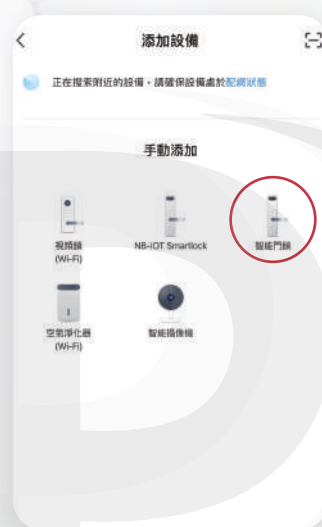 添加設備
正在搜索附近的設備，請確保設備處於配網狀態
手動添加
視頻鎖
(Wi-Fi)
NB-IOT Smartlock
智能門鎖
空氣淨化器
(Wi-Fi)
智能攝像機